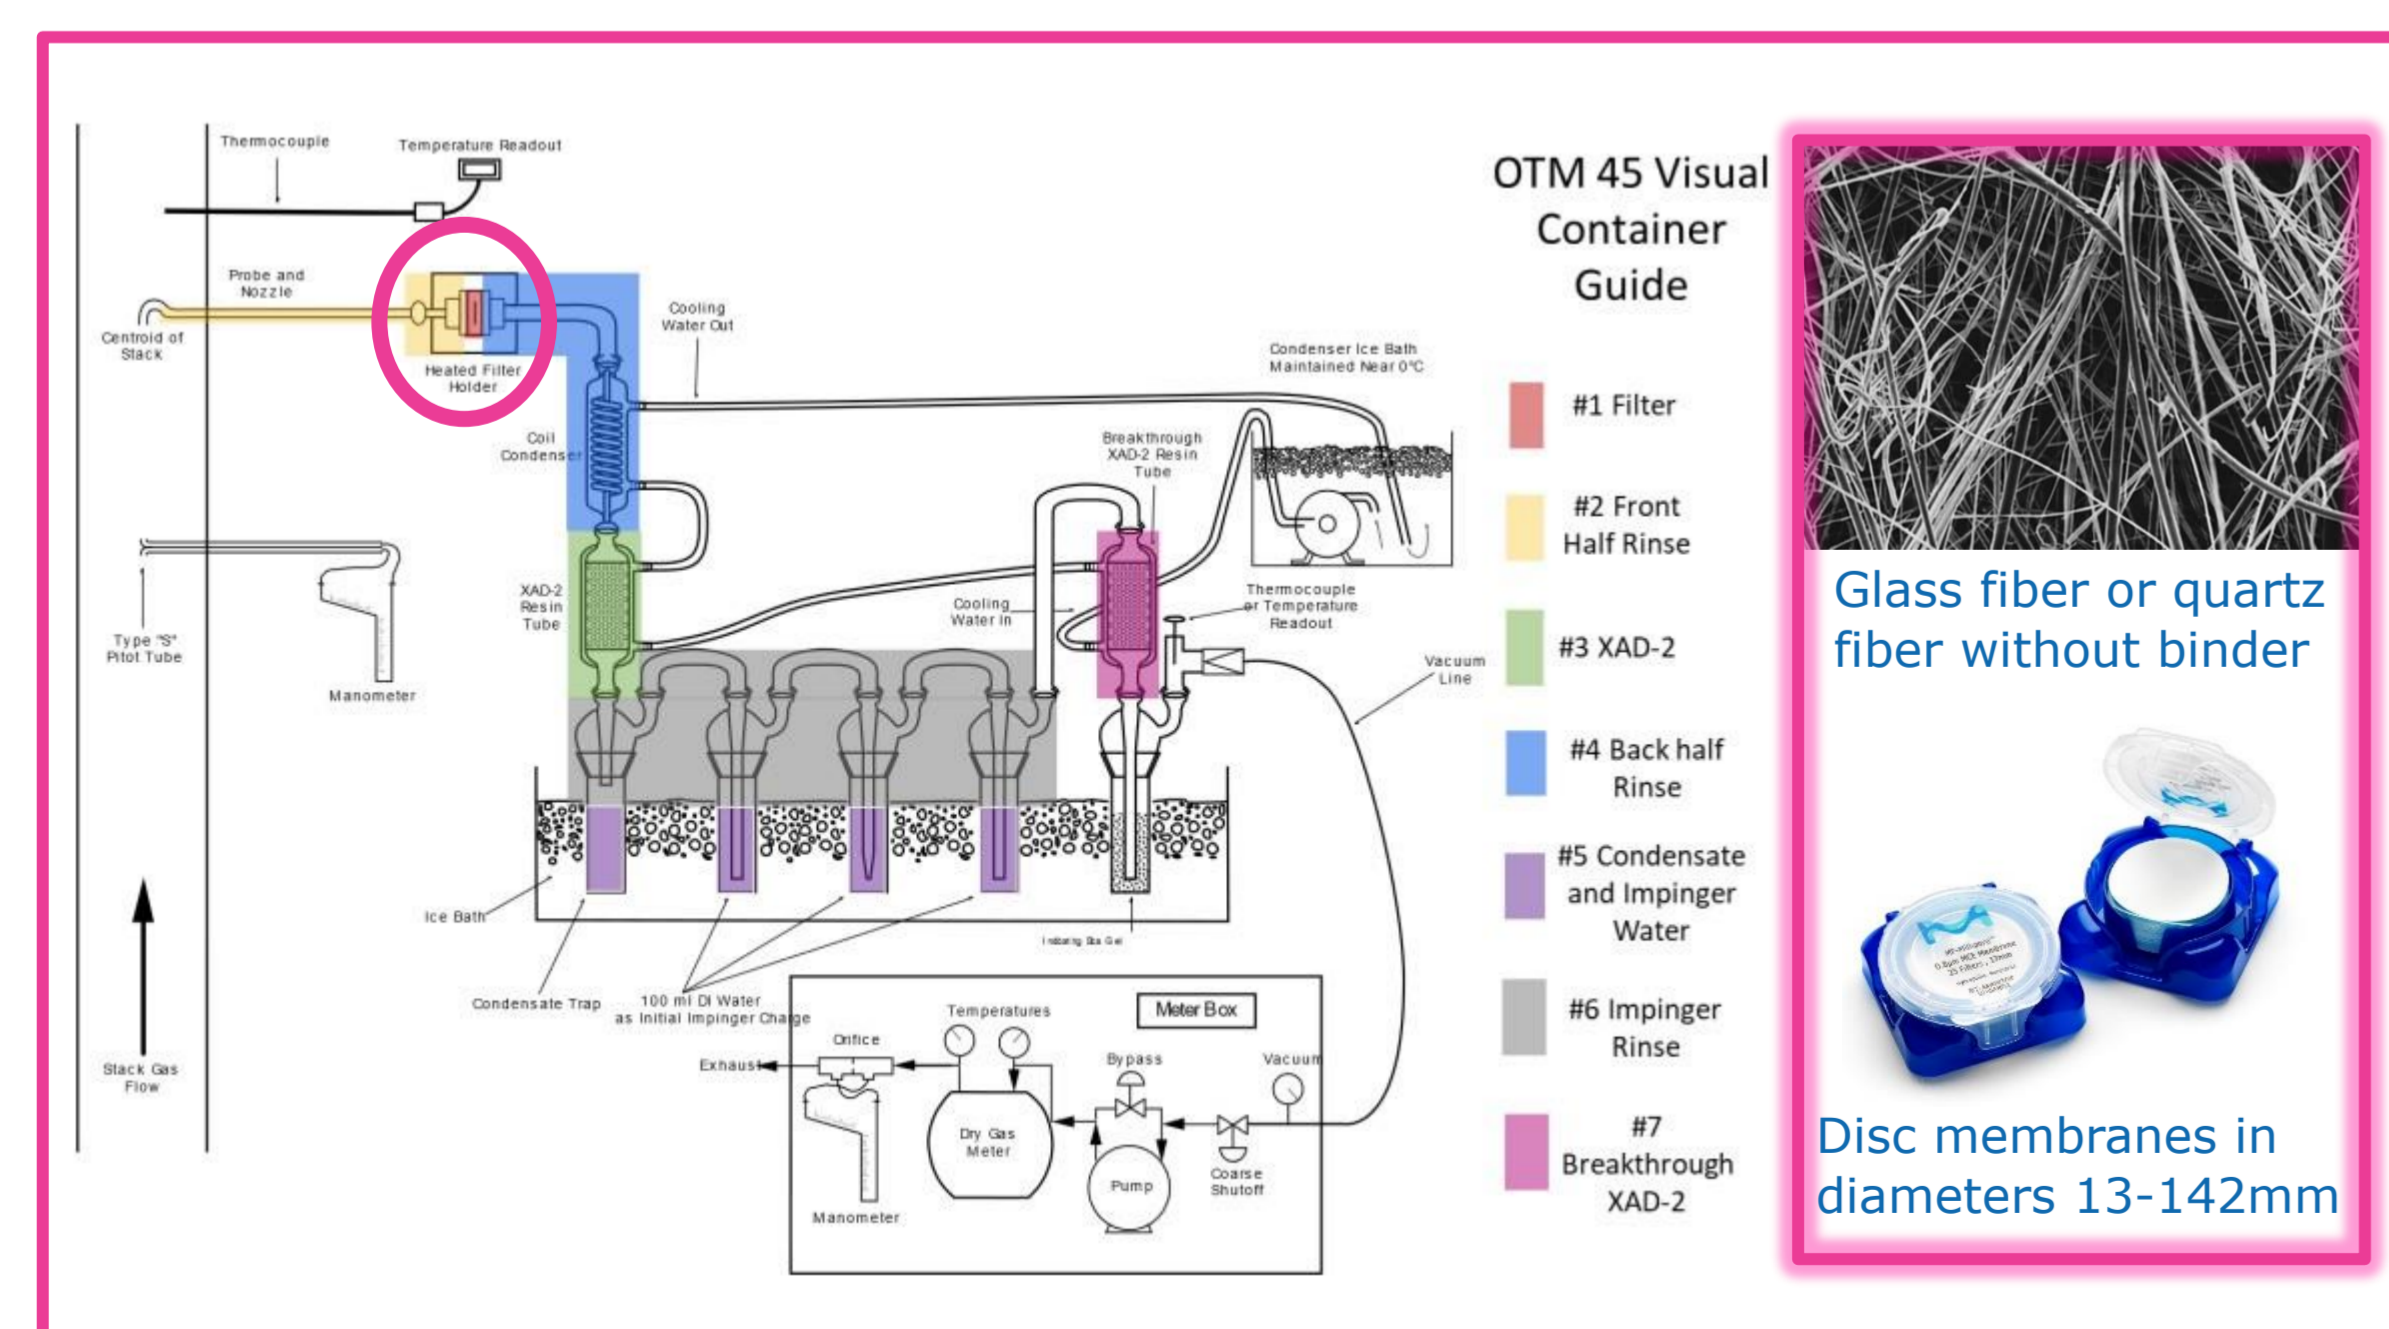 Thermocouple
Temperature Readout
Probe and
Nozzle
Centroid of
Stack
Heated Filter
Holder
Cooling
Water Out
Condenser Ice Bath
Maintained Near 0°C
Coil
Condenser
Breakthrough
XAD-2 Resin
Tube
XAD-2
Resin
Tube
Cooling
Water In
Thermocouple
or Temperature
Readout
Type "S"
Pitot Tube
Manometer
Vacuum
Line
Ice Bath
Condensate Trap
100 ml DI Water
as Initial Impinger Charge
Stack Gas
Flow
Meter Box
Temperatures
Orifice
Exhaust
Bypass
Vacuum
Dry Gas
Meter
Pump
Coarse
Shutoff
Manometer
OTM 45 Visual
Container
Guide
#1 Filter
#2 Front
Half Rinse
#3 XAD-2
#4 Back half
Rinse
#5 Condensate
and Impinger
Water
#6 Impinger
Rinse
#7
Breakthrough
XAD-2
Glass fiber or quartz
fiber without binder
0.8µm MCE Membrane
Disc membranes in
diameters 13-142mm